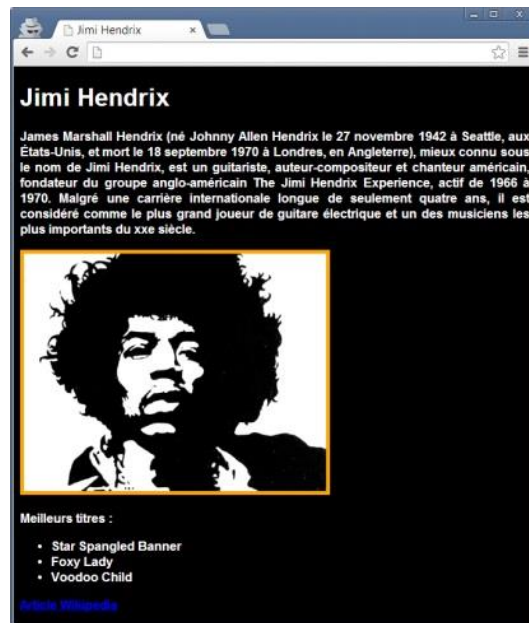 Jimi Hendrix
Jimi Hendrix
James Marshall Hendrix (né Johnny Allen Hendrix le 27 novembre 1942 à Seattle, aux
États-Unis, et mort le 18 septembre 1970 à Londres, en Angleterre), mieux connu sous
le nom de Jimi Hendrix, est un guitariste, auteur-compositeur et chanteur américain,
fondateur du groupe anglo-américain The Jimi Hendrix Experience, actif de 1966 à
1970. Malgré une carrière internationale longue de seulement quatre ans, il est
considéré comme le plus grand joueur de guitare électrique et un des musiciens les
plus importants du xxe siècle.
Meilleurs titres :
Star Spangled Banner
Foxy Lady
Voodoo Child
Article Wikipedia